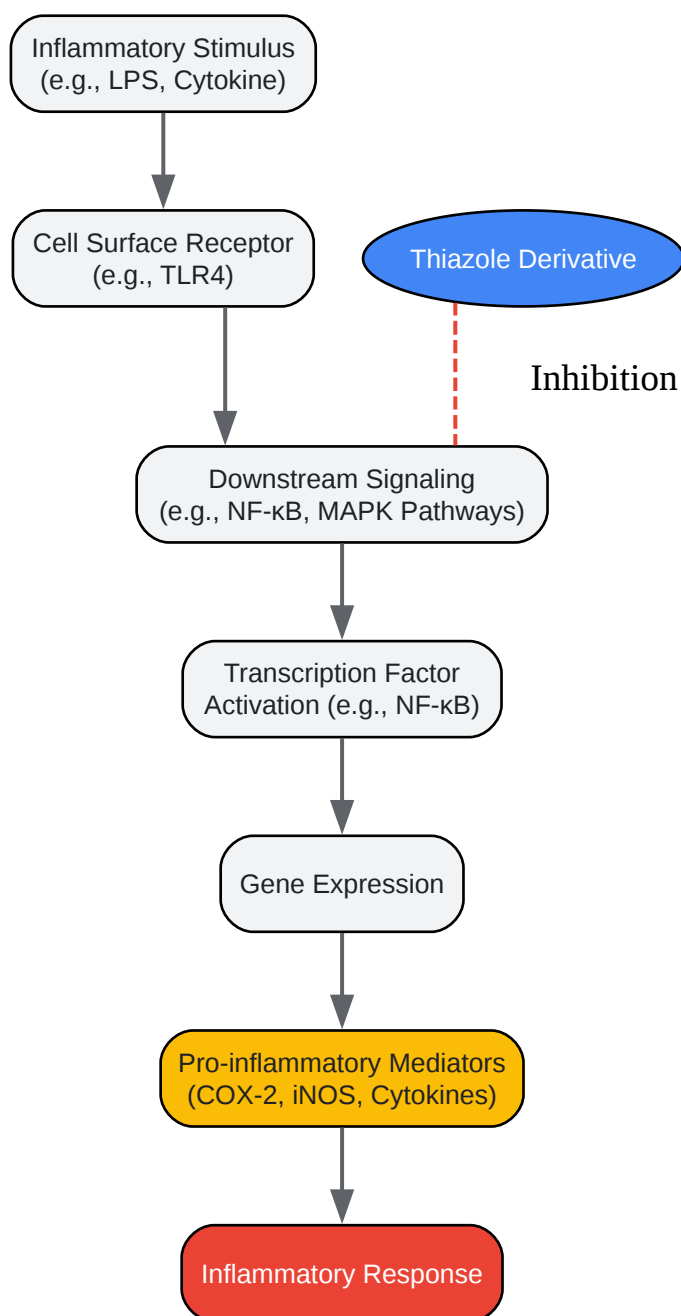 Inflammatory Stimulus
(e.g., LPS, Cytokine)
Cell Surface Receptor
(e.g., TLR4)
Thiazole Derivative
Inhibition
Downstream Signaling
(e.g., NF-κB, MAPK Pathways)
Transcription Factor
Activation (e.g., NF-κB)
Gene Expression
Pro-inflammatory Mediators
(COX-2, iNOS, Cytokines)
Inflammatory Response